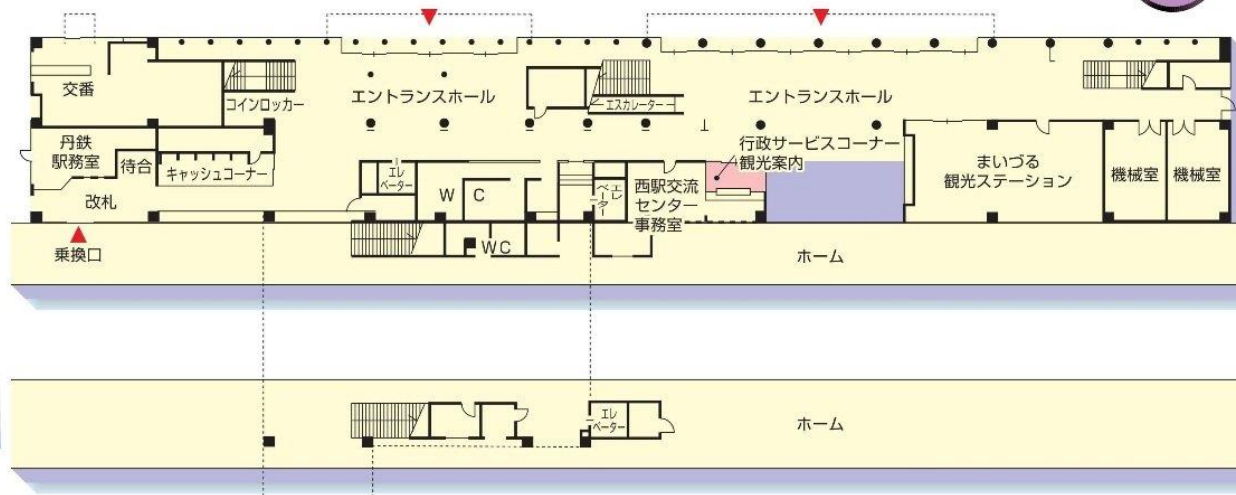 交番
コインロッカー
エントランスホール
エスカレーター
エントランスホール
丹鉄
駅務室
待合
キャッシュコーナー
改札
乗換口
エレ
ベーター
W C
WC
エレ
ベーター
西駅交流
センター
事務室
行政サービスコーナー
観光案内
まいづる
観光ステーション
機械室
機械室
ホーム
エレ
ベーター
ホーム